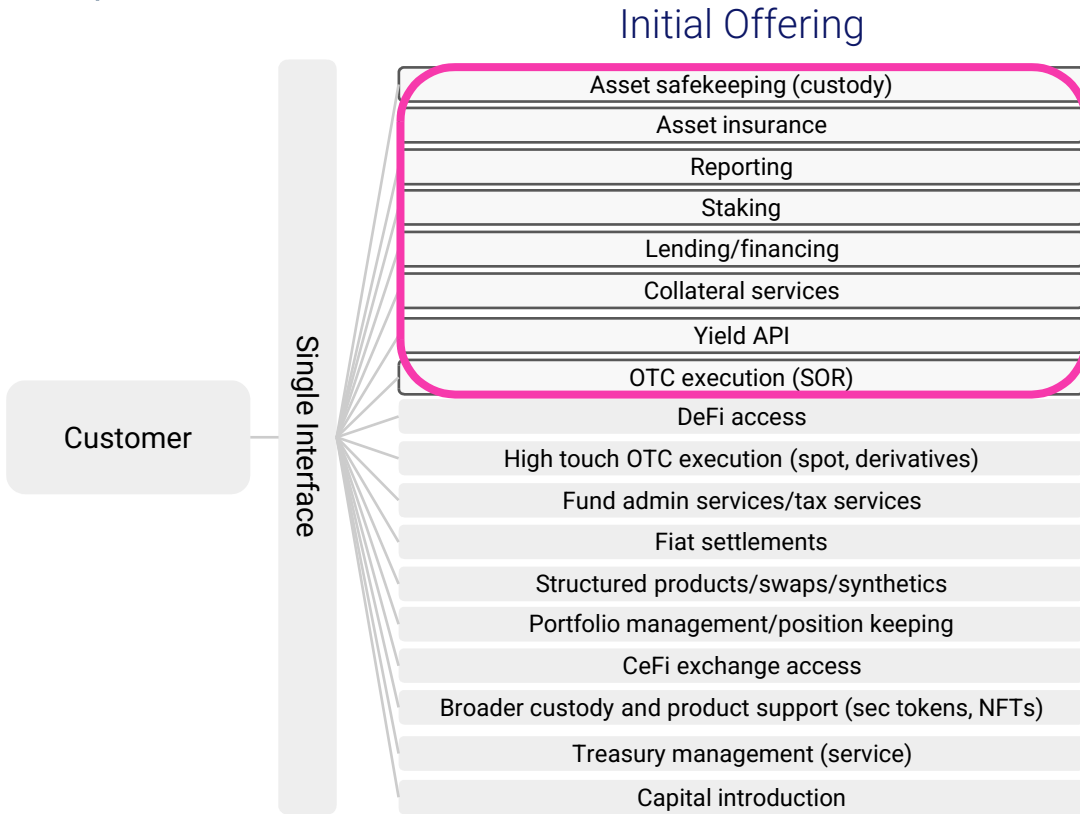 Initial Offering
Asset safekeeping (custody)
Asset insurance
Reporting
Staking
Lending/financing
Collateral services
Yield API
OTC execution (SOR)
DeFi access
High touch OTC execution (spot, derivatives)
Fund admin services/tax services
Fiat settlements
Structured products/swaps/synthetics
Portfolio management/position keeping
CeFi exchange access
Broader custody and product support (sec tokens, NFTs)
Treasury management (service)
Capital introduction
Single Interface
Customer